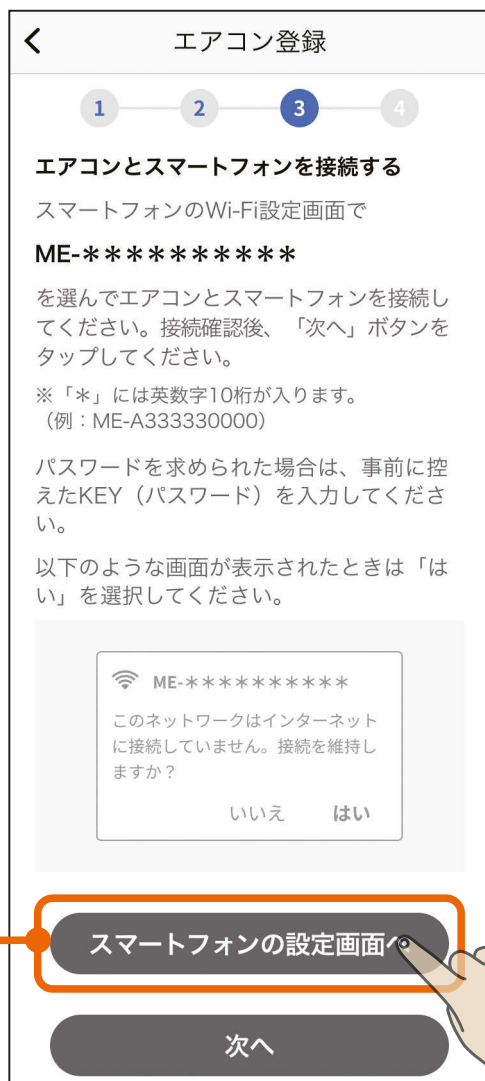 エアコン登録
1 2 3 4
エアコンとスマートフォンを接続する
スマートフォンのWi-Fi設定画面で
ME-**********
を選んでエアコンとスマートフォンを接続し
てください。接続確認後、「次へ」ボタンを
タップしてください。
※「*」には英数字10桁が入ります。
（例：ME-A333330000）
パスワードを求められた場合は、事前に控
えたKEY（パスワード）を入力してくださ
い。
以下のような画面が表示されたときは「は
い」を選択してください。
ME-**********
このネットワークはインターネット
に接続していません。接続を維持し
ますか？
いいえ はい
スマートフォンの設定画面へ
次へ